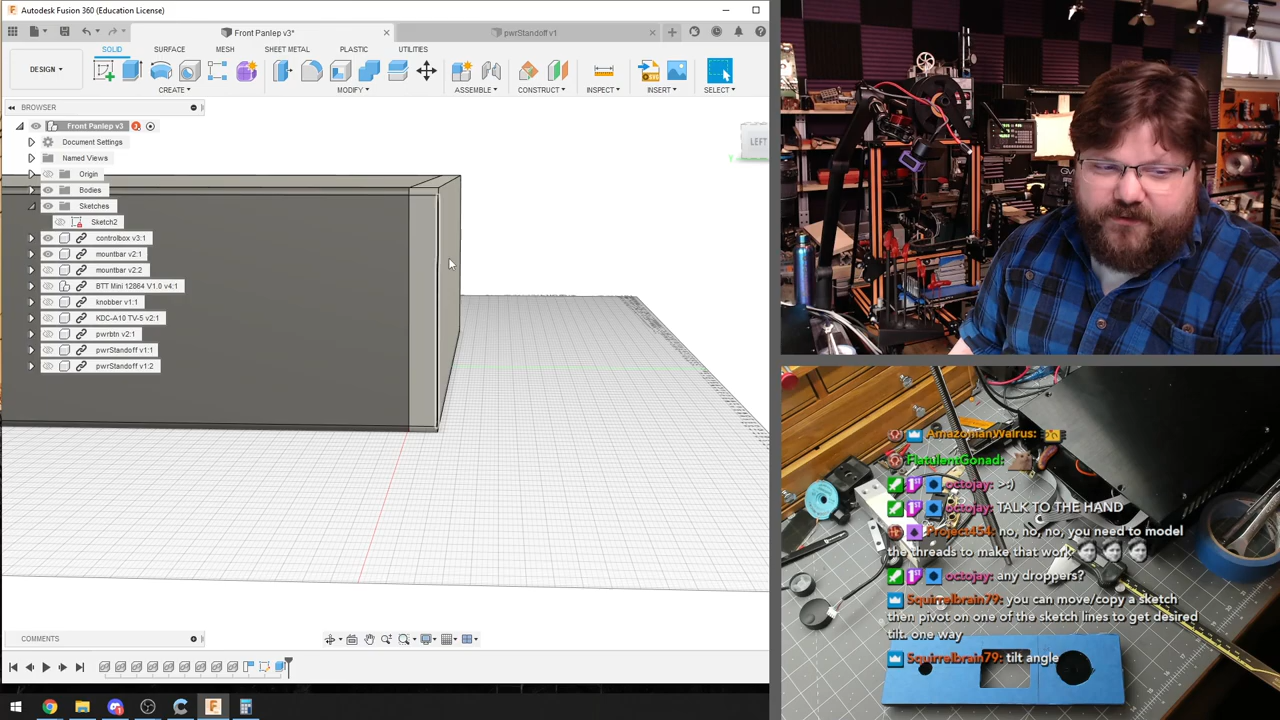 Autodesk Fusion 360 (Education License)
Front Panlep v3*
pwrStandoff v1
DESIGN
SOLID
SURFACE
MESH
SHEET METAL
PLASTIC
UTILITIES
CREATE
MODIFY
ASSEMBLE
CONSTRUCT
INSPECT
INSERT
SELECT
BROWSER
Front Panlep v3
Document Settings
Named Views
Origin
Bodies
Sketches
Sketch2
controlbox v3:1
mountbar v2:1
mountbar v2:2
BTT Mini 12864 V1.0 v4:1
knobber v1:1
KDC-A10 TV-5 v2:1
pwrbtn v2:1
pwrStandoff v1:1
pwrStandoff v1:2
LEFT
COMMENTS
AmazonianWalrus:
FlatulentGonad:
octojay: >:)
octojay: TALK TO THE HAND
Project454: no, no, no, you need to model
the threads to make that work
octojay: any droppers?
Squirrelbrain79: you can move/copy a sketch
then pivot on one of the sketch lines to get desired
tilt. one way
Squirrelbrain79: tilt angle